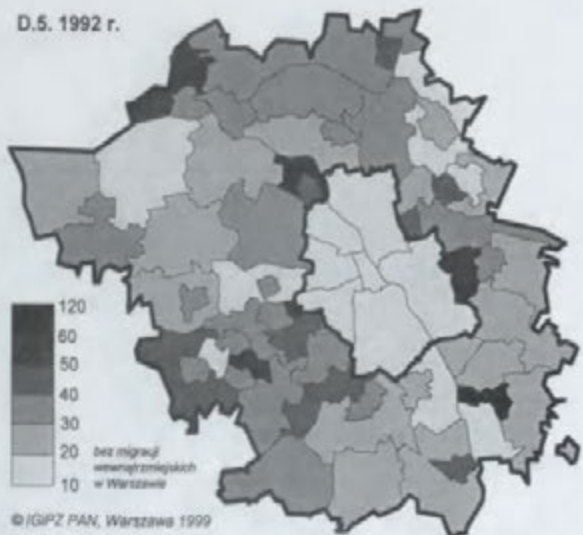 D.5. 1992 r.
120
60
50
40
30
20
10
bez migracji
wewnątrzmiejskich
w Warszawie
© IGiPZ PAN, Warszawa 1999